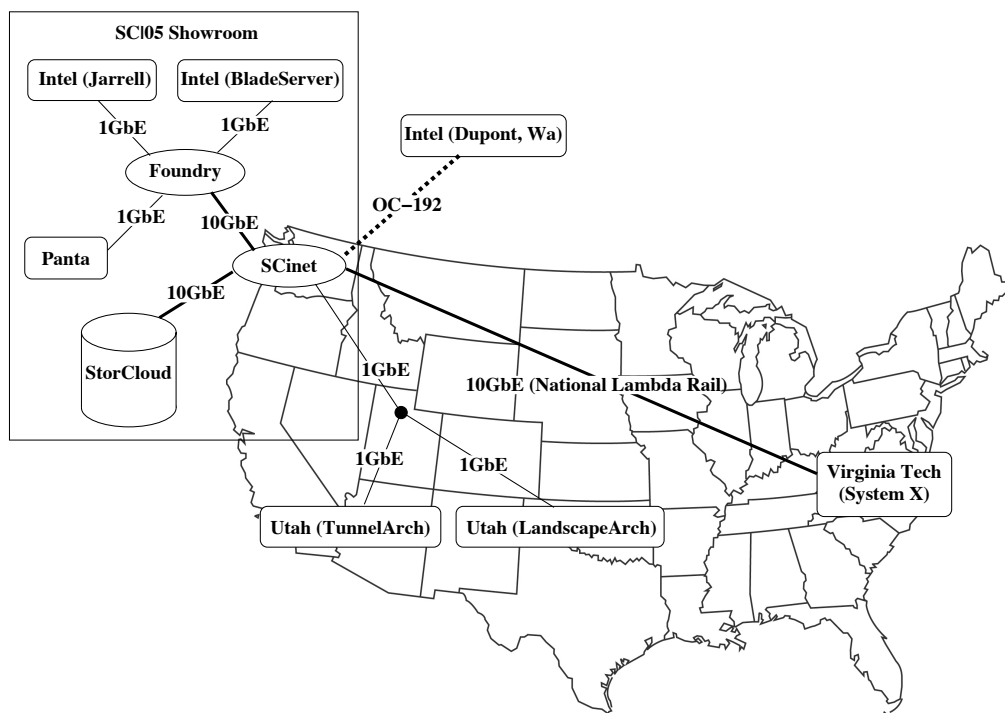 SC|05 Showroom
Intel (Jarrell)
Intel (BladeServer)
1GbE
1GbE
Intel (Dupont, Wa)
Foundry
OC−192
1GbE
10GbE
Panta
SCinet
10GbE
StorCloud
1GbE
10GbE (National Lambda Rail)
1GbE
1GbE
Virginia Tech
(System X)
Utah (TunnelArch)
Utah (LandscapeArch)